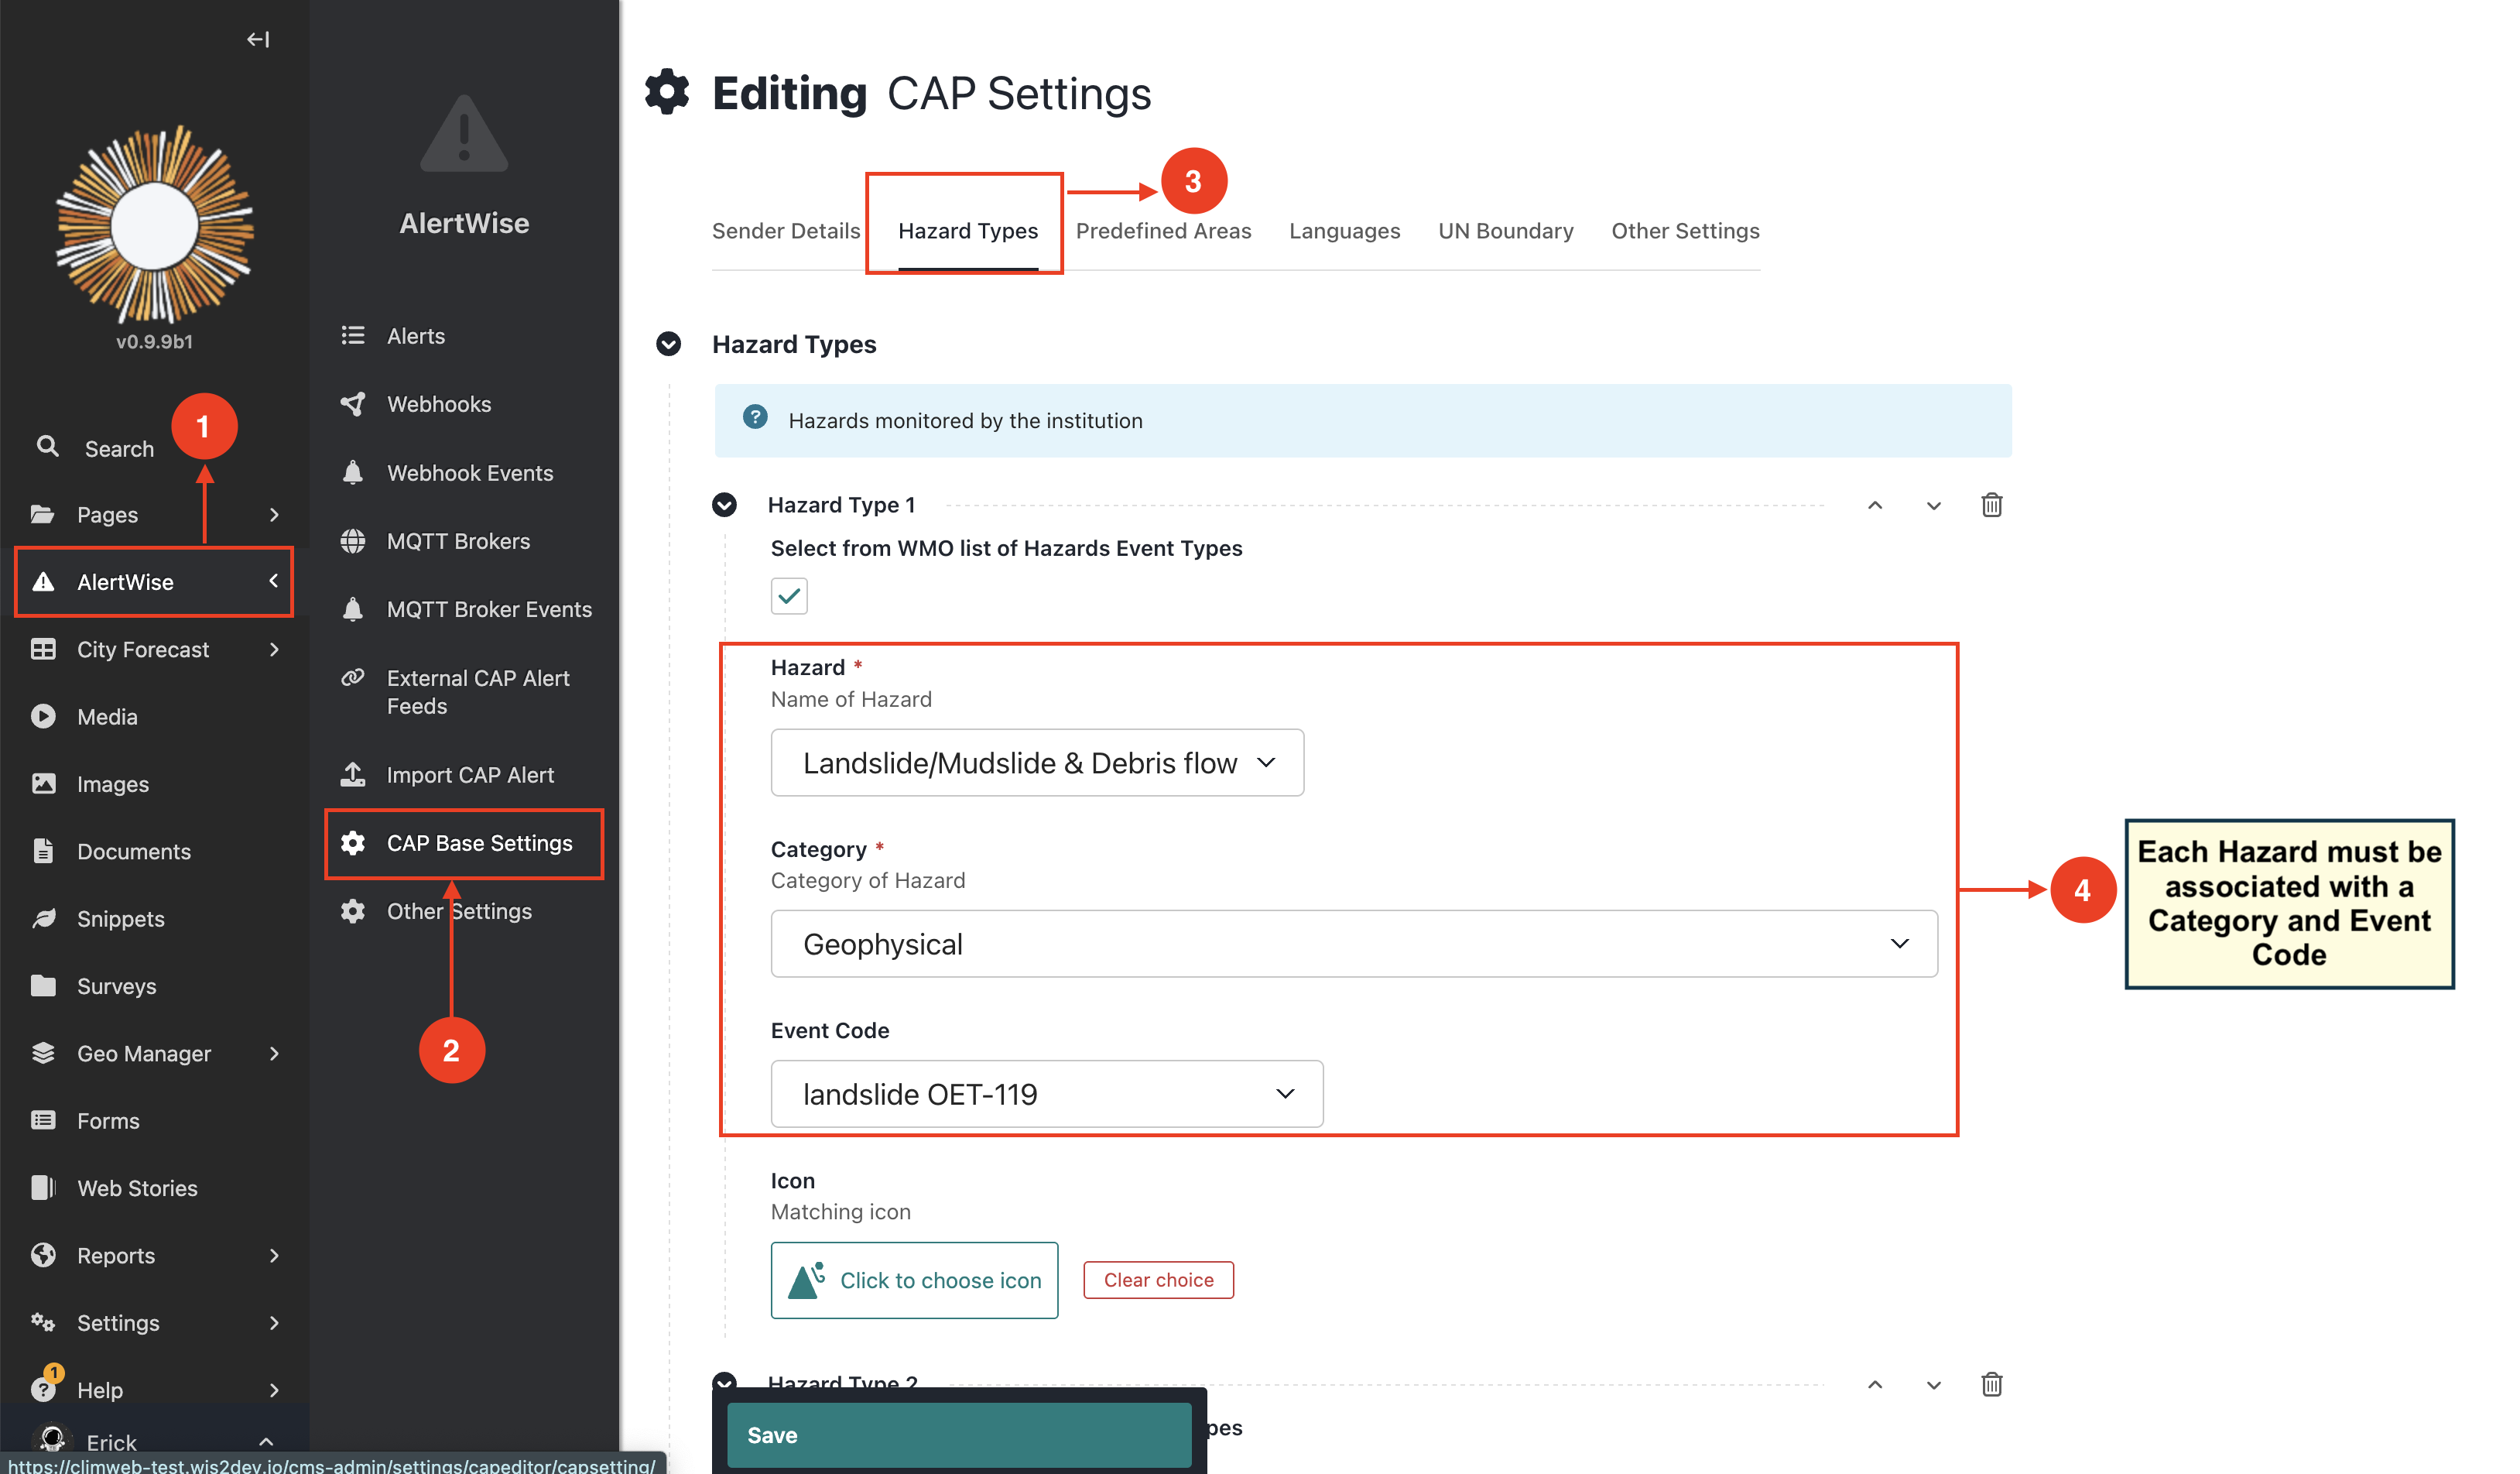 v0.9.9b1
Search
Pages
AlertWise
City Forecast
Media
Images
Documents
Snippets
Surveys
Geo Manager
Forms
Web Stories
Reports
Settings
1
Help
Erick
https://climweb-test.wis2dev.io/cms-admin/settings/capeditor/capsetting/
1
AlertWise
Alerts
Webhooks
Webhook Events
MQTT Brokers
MQTT Broker Events
External CAP Alert
Feeds
Import CAP Alert
CAP Base Settings
Other Settings
2
Editing CAP Settings
3
Sender Details Hazard Types Predefined Areas Languages UN Boundary Other Settings
Hazard Types
Hazards monitored by the institution
Hazard Type 1
Select from WMO list of Hazards Event Types
Hazard *
Name of Hazard
Landslide/Mudslide & Debris flow
Category *
Category of Hazard
Geophysical
Event Code
landslide OET-119
4
Each Hazard must be
associated with a
Category and Event
Code
Icon
Matching icon
Click to choose icon Clear choice
Hazard Type 2
pes
Save